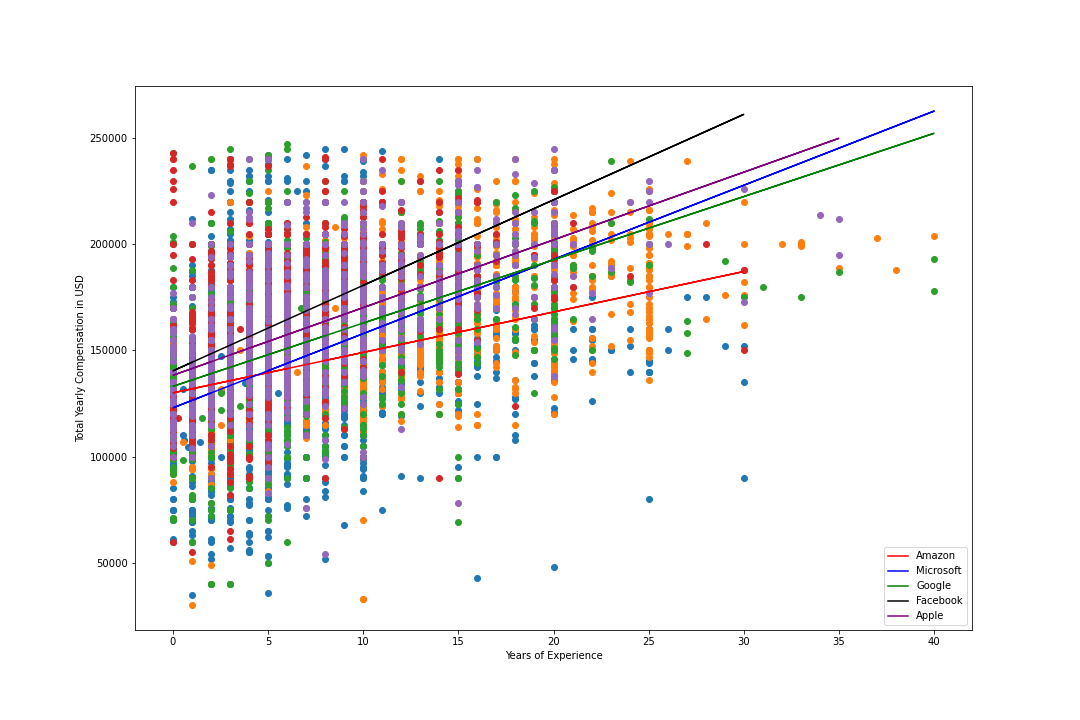 250000
200000
150000
100000
50000
Total Yearly Compensation in USD
0 5 10 15 20 25 30 35 40
Years of Experience
Amazon
Microsoft
Google
Facebook
Apple